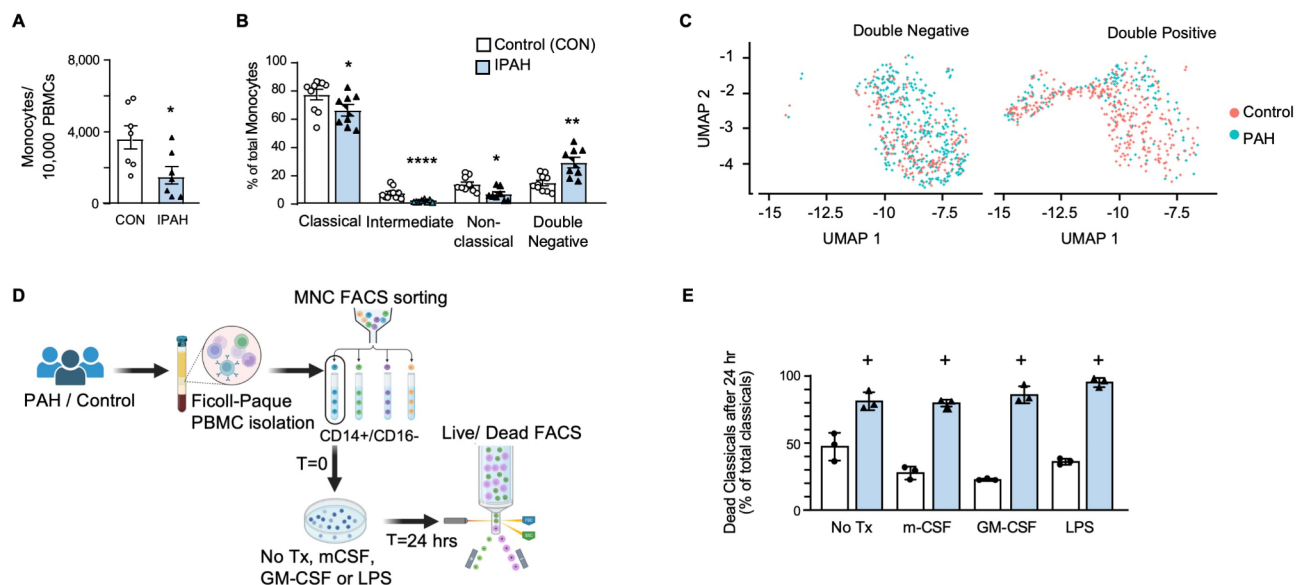 A
Monocytes/
10,000 PBMCs
8,000
4,000
0
*
CON
IPAH
B
Control (CON)
IPAH
% of total Monocytes
100
80
60
40
20
0
*
****
*
**
Classical
Intermediate
Non-
classical
Double
Negative
C
Double Negative
Double Positive
UMAP 2
-1
-2
-3
-4
-15
-12.5
-10
-7.5
-15
-12.5
-10
-7.5
UMAP 1
UMAP 1
Control
PAH
D
MNC FACS sorting
PAH / Control
Ficoll-Paque
PBMC isolation
CD14+/CD16-
T=0
Live/ Dead FACS
T=24 hrs
No Tx, mCSF,
GM-CSF or LPS
E
Dead Classicals after 24 hr
(% of total classicals)
100
50
0
+
+
+
+
No Tx
m-CSF
GM-CSF
LPS